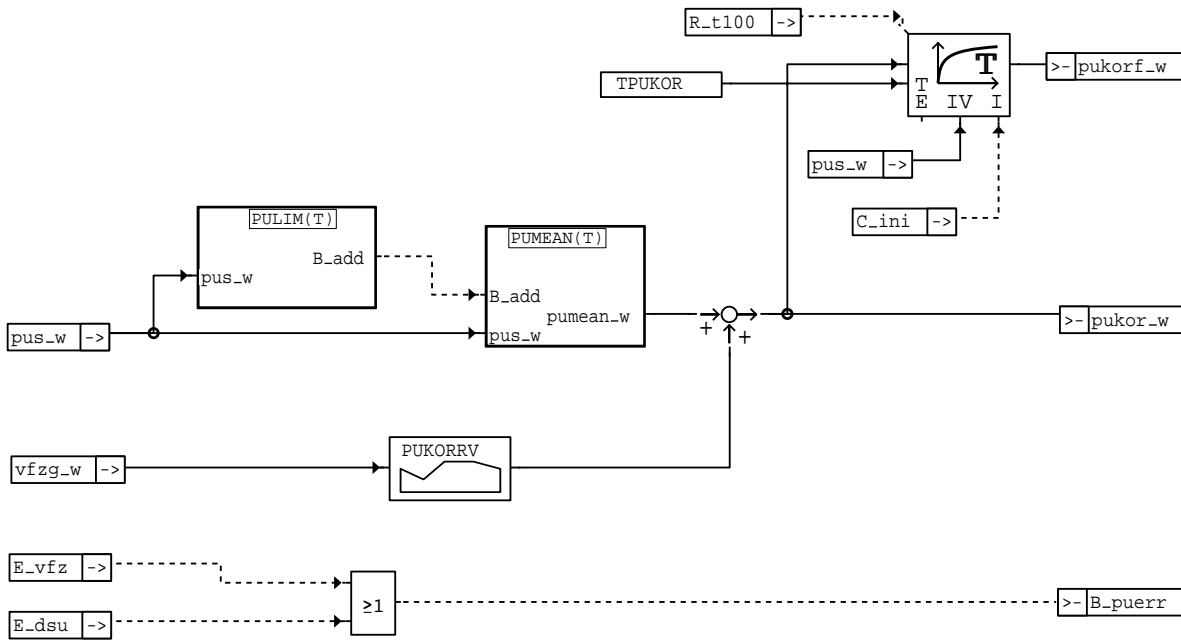 R_t100 ->
T
>- pukorf_w
TPUKOR
T
E IV I
pus_w ->
C_ini ->
PULIM(T)
B_add
pus_w
PUMEAN(T)
B_add
pumean_w
pus_w
pus_w ->
+
+
>- pukor_w
PUKORRV
vfzg_w ->
E_vfz ->
≥1
>- B_puerr
E_dsu ->